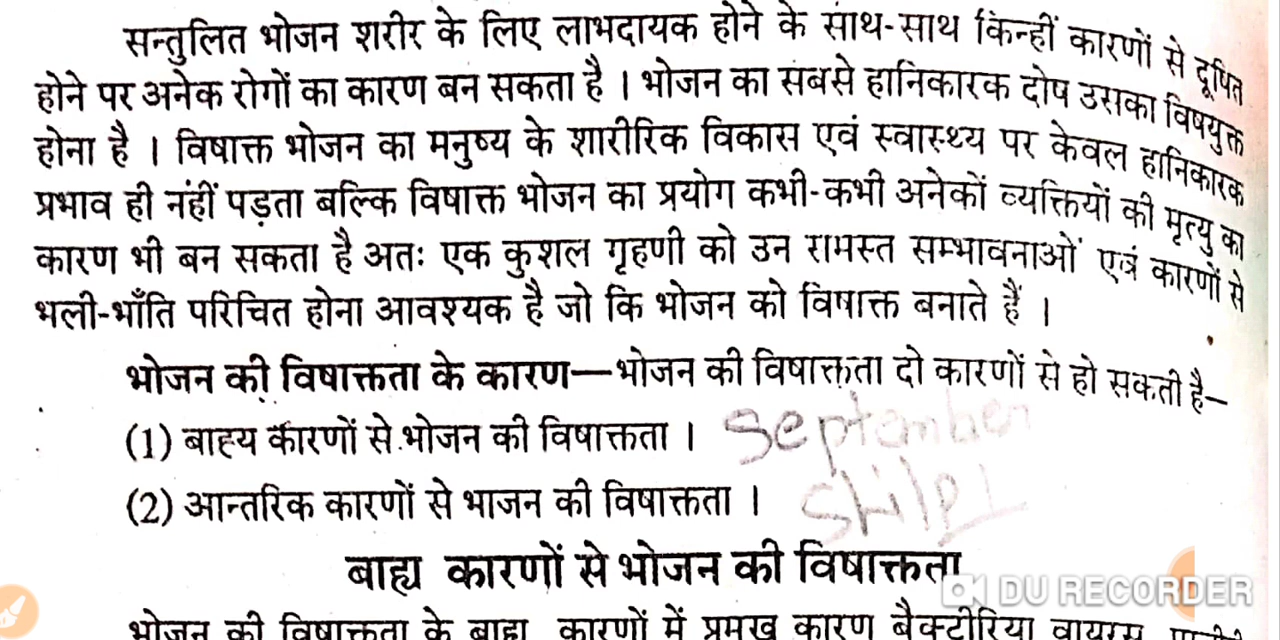 सन्तुलित भोजन शरीर के लिए लाभदायक होने के साथ-साथ किन्हीं कारणों से दूषित
होने पर अनेक रोगों का कारण बन सकता है । भोजन का सबसे हानिकारक दोष उसका विषयुक्त
होना है । विषाक्त भोजन का मनुष्य के शारीरिक विकास एवं स्वास्थ्य पर केवल हानिकारक
प्रभाव ही नहीं पड़ता बल्कि विषाक्त भोजन का प्रयोग कभी-कभी अनेकों व्यक्तियों की मृत्यु का
कारण भी बन सकता है अतः एक कुशल गृहणी को उन रामस्त सम्भावनाओं एवं कारणों से
भली-भाँति परिचित होना आवश्यक है जो कि भोजन को विषाक्त बनाते हैं ।
भोजन की विषाक्तता के कारण—भोजन की विषाक्तता दो कारणों से हो सकती है—
(1) बाह्य कारणों से भोजन की विषाक्तता । September
(2) आन्तरिक कारणों से भाजन की विषाक्तता । Shilpi
बाह्य कारणों से भोजन की विषाक्तता
DU RECORDER
भोजन की विषाक्तता के बाह्य कारणों में प्रमुख कारण बैक्टीरिया वायरस